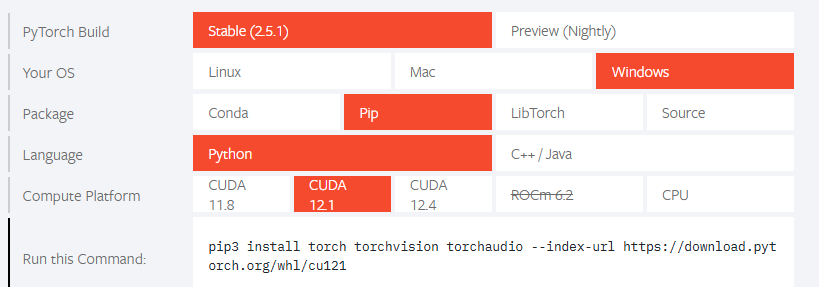 PyTorch Build
Stable (2.5.1)
Preview (Nightly)
Your OS
Linux
Mac
Windows
Package
Conda
Pip
LibTorch
Source
Language
Python
C++ / Java
Compute Platform
CUDA
11.8
CUDA
12.1
CUDA
12.4
ROCm 6.2
CPU
Run this Command:
pip3 install torch torchvision torchaudio --index-url https://download.pyt
orch.org/whl/cu121